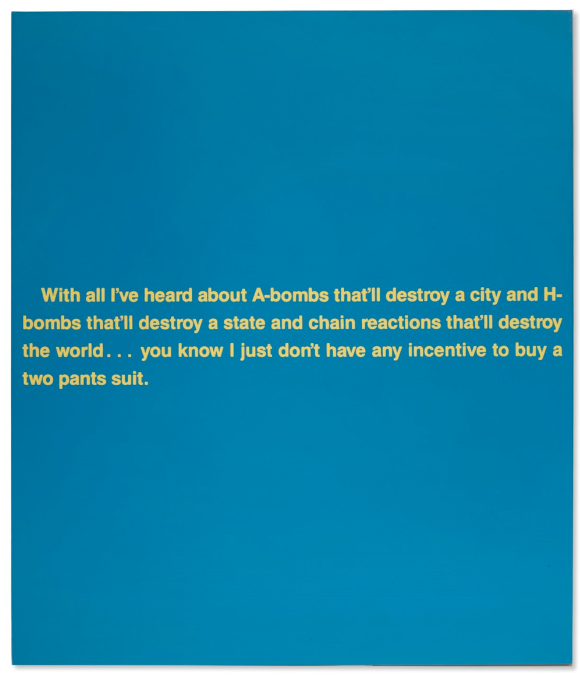 With all I've heard about A-bombs that'll destroy a city and H-
bombs that'll destroy a state and chain reactions that'll destroy
the world... you know I just don't have any incentive to buy a
two pants suit.